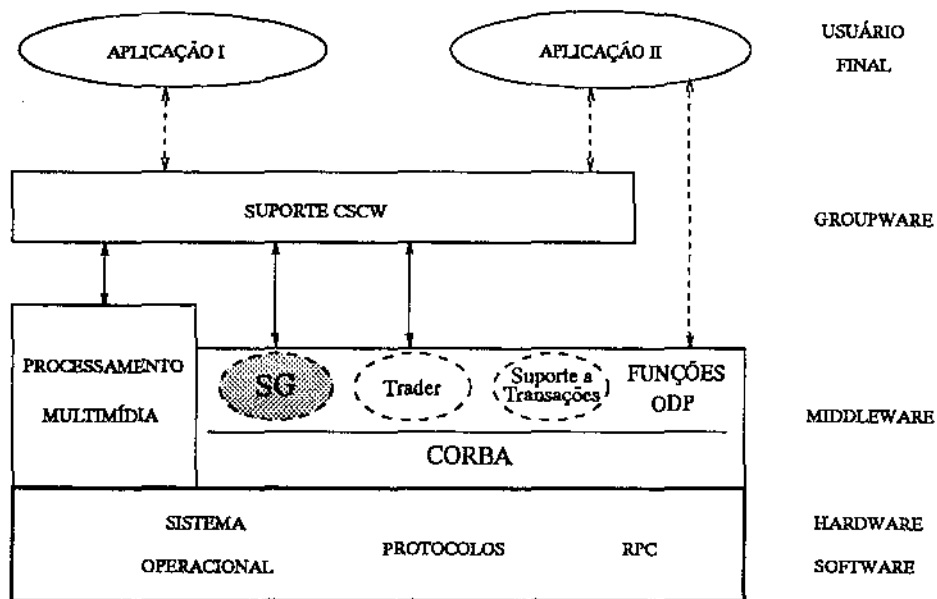 APLICAÇÃO I
APLICAÇÃO II
USUÁRIO
FINAL
SUPORTE CSCW
GROUPWARE
PROCESSAMENTO
MULTIMÍDIA
SG
Trader
Suporte a
Transações
FUNÇÕES
ODP
MIDDLEWARE
CORBA
SISTEMA
OPERACIONAL
PROTOCOLOS
RPC
HARDWARE
SOFTWARE